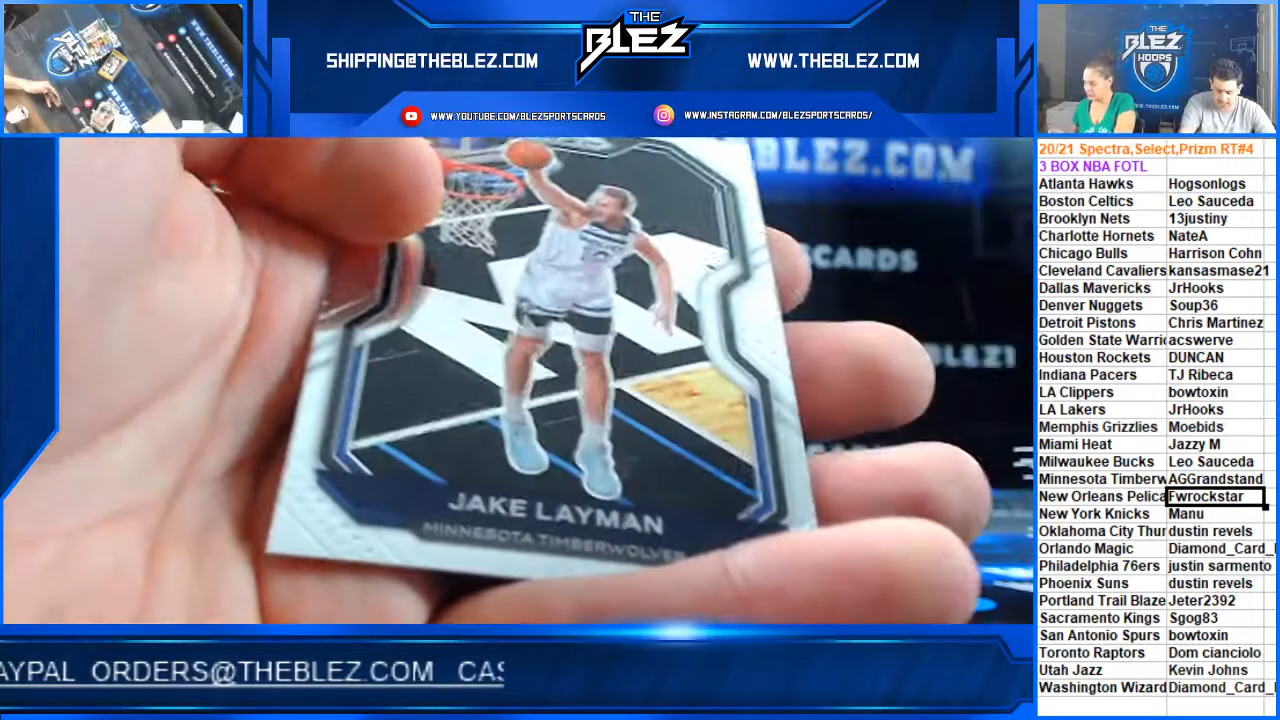 THE
BLEZ
SHIPPING@THEBLEZ.COM
WWW.THEBLEZ.COM
WWW.YOUTUBE.COM/BLEZSPORTSCARDS
WWW.INSTAGRAM.COM/BLEZSPORTSCARDS/
THE
BLEZ
HOOPS
BLEZ.COM
SCARDS
BLEZ1
JAKE LAYMAN
MINNESOTA TIMBERWOLVES
AYPAL ORDERS@THEBLEZ.COM CAS
20/21 Spectra,Select,Prizm RT#4
3 BOX NBA FOTL
Atlanta Hawks Hogsonlogs
Boston Celtics Leo Sauceda
Brooklyn Nets 13justiny
Charlotte Hornets NateA
Chicago Bulls Harrison Cohn
Cleveland Cavaliers kansasmase21
Dallas Mavericks JrHooks
Denver Nuggets Soup36
Detroit Pistons Chris Martinez
Golden State Warri acswerve
Houston Rockets DUNCAN
Indiana Pacers TJ Ribeca
LA Clippers bowtoxin
LA Lakers JrHooks
Memphis Grizzlies Moebids
Miami Heat Jazzy M
Milwaukee Bucks Leo Sauceda
Minnesota Timberw AGGrandstand
New Orleans Pelica Fwrockstar
New York Knicks Manu
Oklahoma City Thu dustin revels
Orlando Magic Diamond_Card_
Philadelphia 76ers justin sarmento
Phoenix Suns dustin revels
Portland Trail Blaze Jeter2392
Sacramento Kings Sgog83
San Antonio Spurs bowtoxin
Toronto Raptors Dom cianciolo
Utah Jazz Kevin Johns
Washington Wizard Diamond_Card_